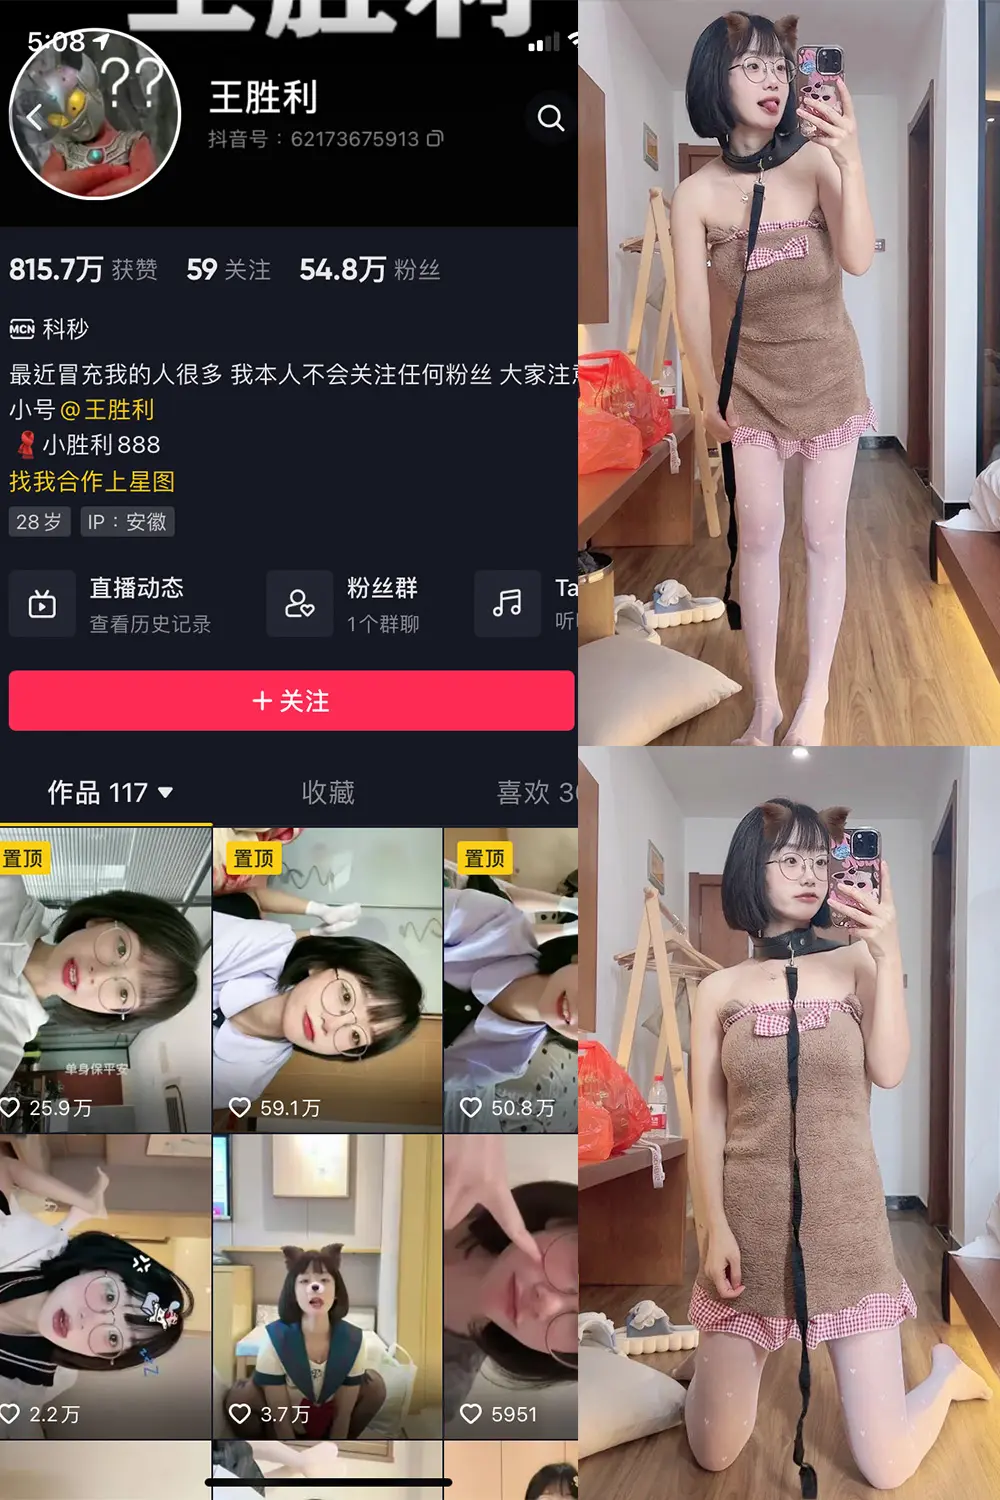 王胜利
5:08
??
王胜利
抖音号：62173675913
815.7万 获赞 59 关注 54.8万 粉丝
MCN 科秒
最近冒充我的人很多 我本人不会关注任何粉丝 大家注意
小号@王胜利
小胜利888
找我合作上星图
28岁 IP：安徽
直播动态
查看历史记录
粉丝群
1个群聊
Ta
听
+ 关注
作品 117 收藏 喜欢 3
置顶 置顶 置顶
单身保平安
25.9万 59.1万 50.8万
2.2万 3.7万 5951